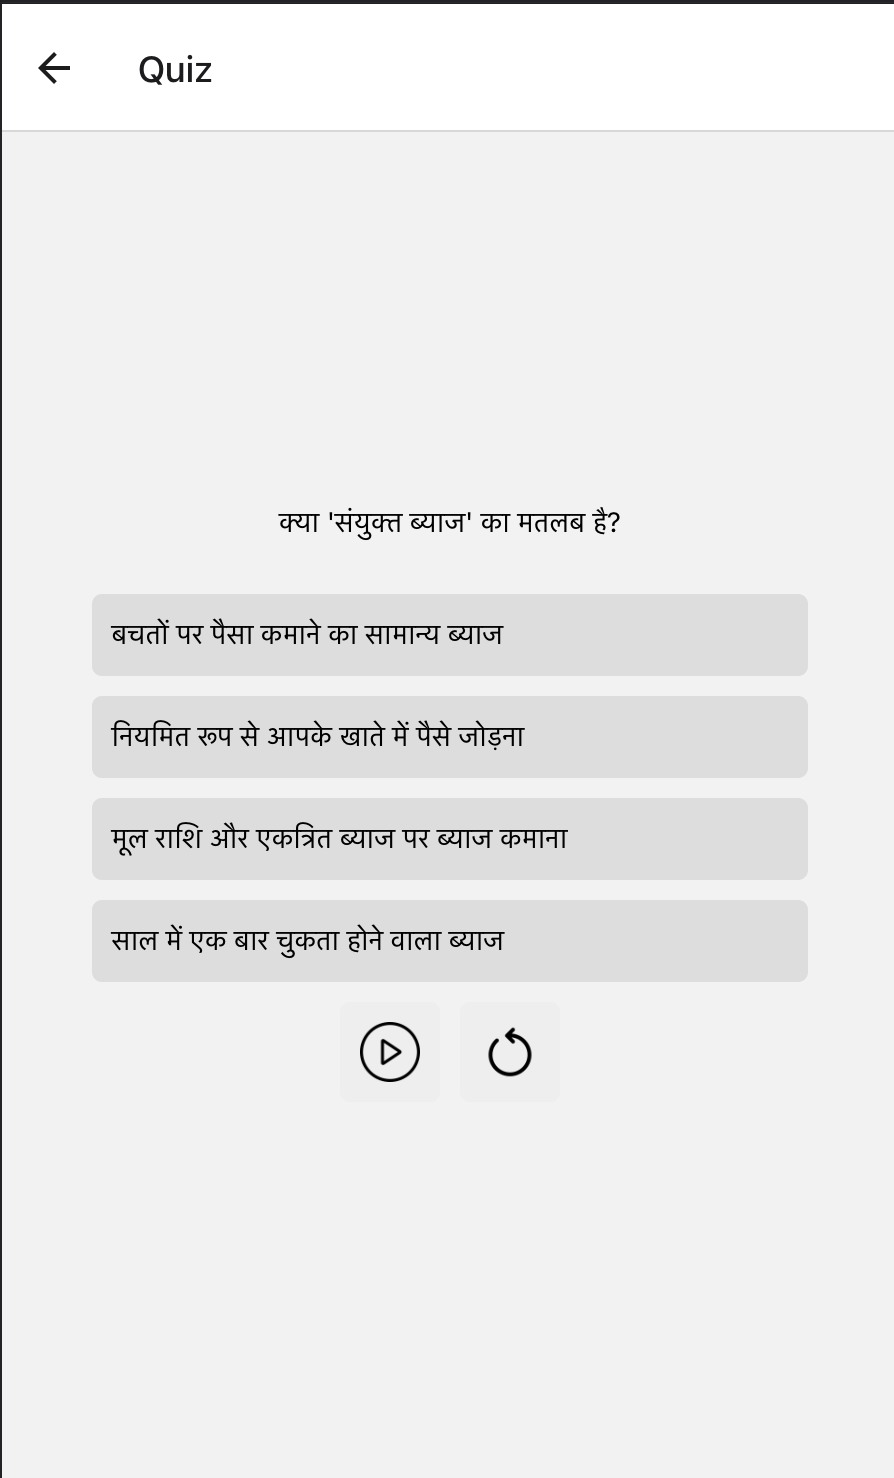 Quiz
क्या 'संयुक्त ब्याज' का मतलब है?
बचतों पर पैसा कमाने का सामान्य ब्याज
नियमित रूप से आपके खाते में पैसे जोड़ना
मूल राशि और एकत्रित ब्याज पर ब्याज कमाना
साल में एक बार चुकता होने वाला ब्याज